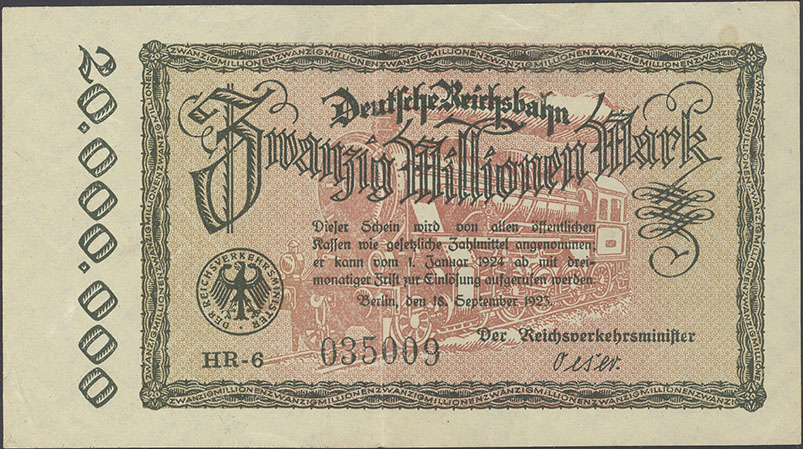 20.000.000
ZWANZIGMILLIONENZWANZIGMILLIONENZWANZIGMILLIONENZWANZIGMILLIONEN
Deutsche Reichsbahn
Zwanzig Millionen Mark
Dieser Schein wird von allen öffentlichen
Kassen wie gesetzliche Zahlmittel angenommen,
er kann vom 1. Januar 1924 ab mit drei-
monatiger Frist zur Einlösung aufgerufen werden.
Berlin, den 18. September 1923.
DER REICHSVERKEHRSMINISTER
Der Reichsverkehrsminister
HR-6
035009
Oeser.